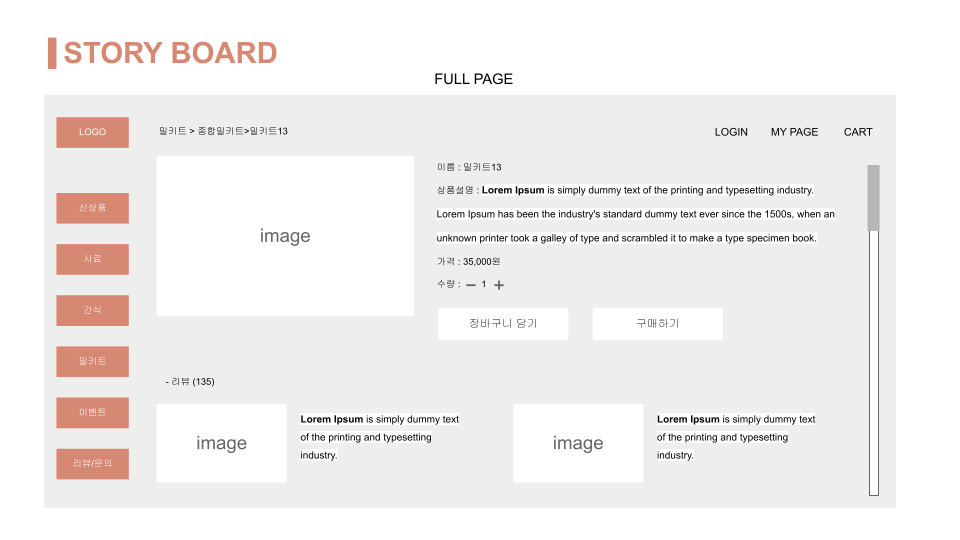 STORY BOARD
FULL PAGE
LOGO
밀키트 > 종합밀키트>밀키트13
LOGIN
MY PAGE
CART
신상품
사료
간식
밀키트
이벤트
리뷰/문의
image
이름 : 밀키트13
상품설명 : Lorem Ipsum is simply dummy text of the printing and typesetting industry.
Lorem Ipsum has been the industry's standard dummy text ever since the 1500s, when an
unknown printer took a galley of type and scrambled it to make a type specimen book.
가격 : 35,000원
수량 : − 1 +
장바구니 담기
구매하기
- 리뷰 (135)
image
Lorem Ipsum is simply dummy text
of the printing and typesetting
industry.
image
Lorem Ipsum is simply dummy text
of the printing and typesetting
industry.